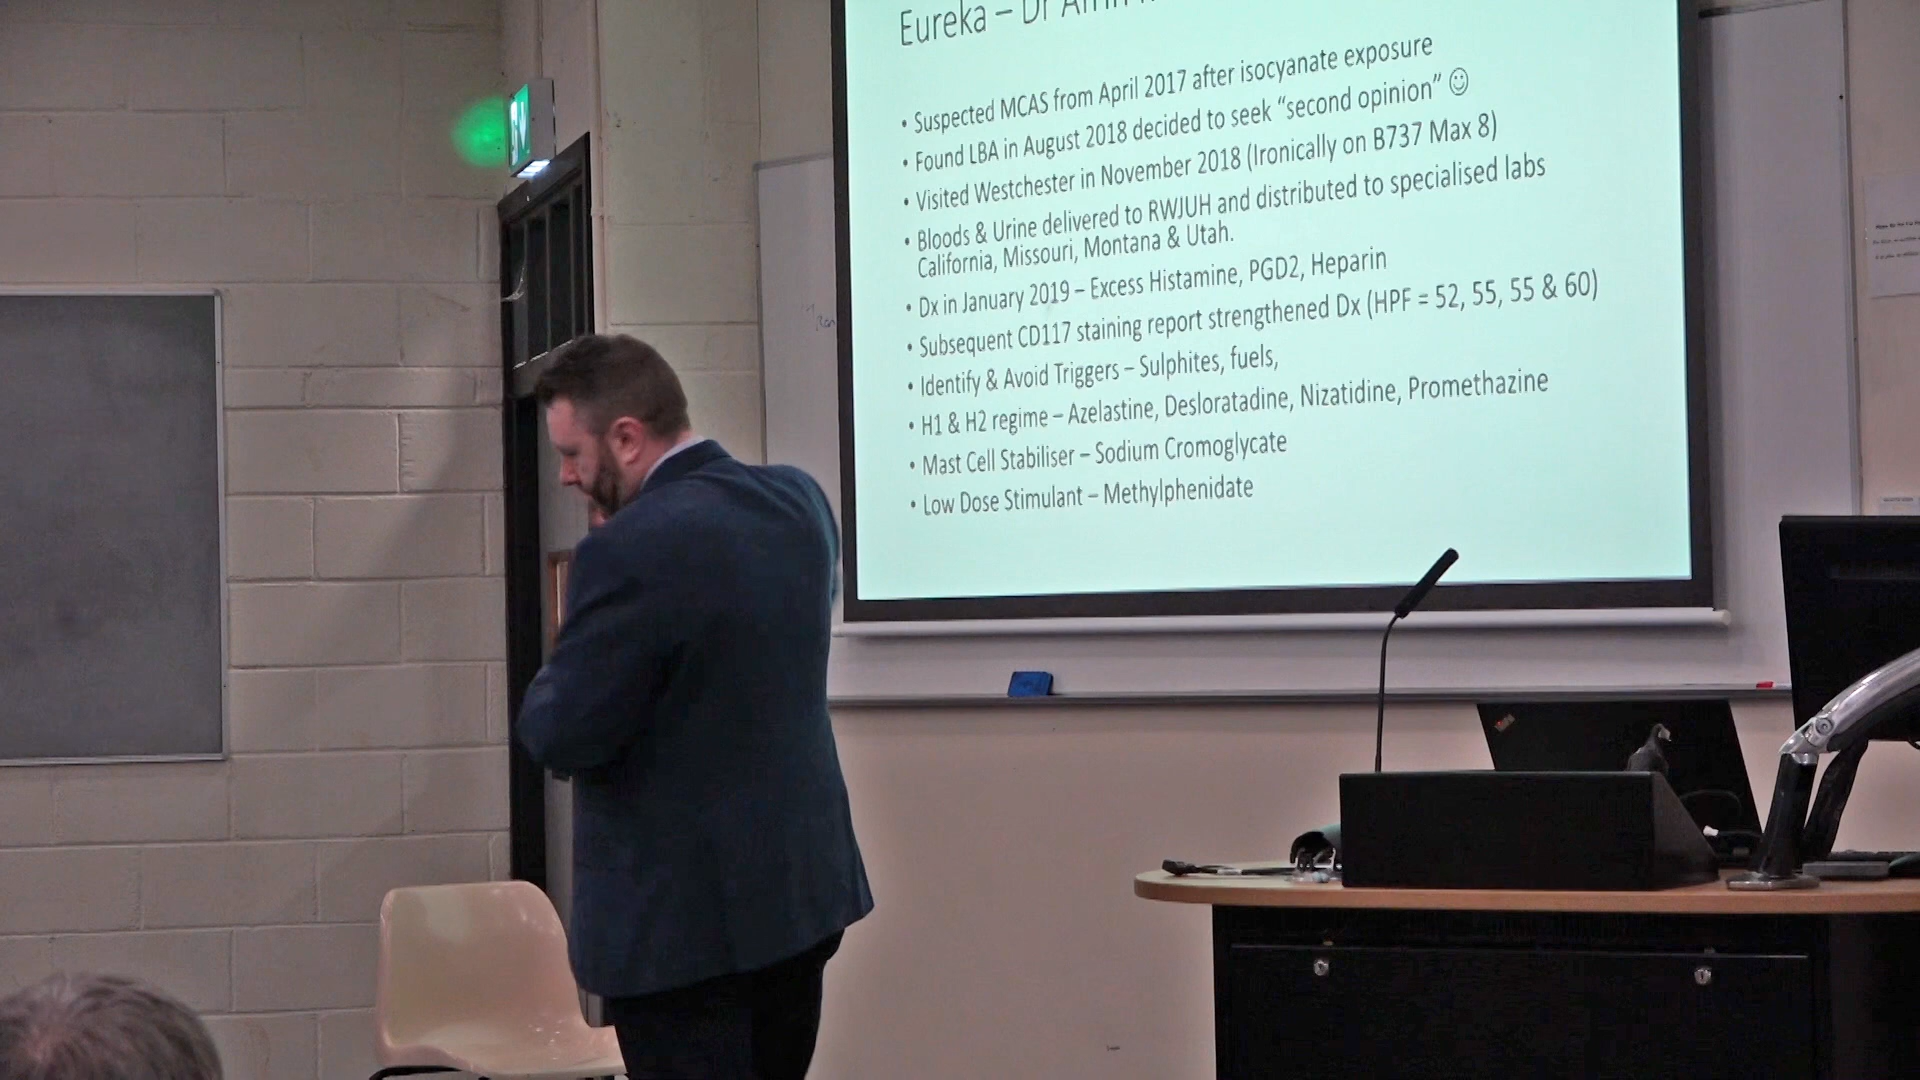 Eureka – Dr
• Suspected MCAS from April 2017 after isocyanate exposure
• Found LBA in August 2018 decided to seek “second opinion” ☺
• Visited Westchester in November 2018 (Ironically on B737 Max 8)
• Bloods & Urine delivered to RWJUH and distributed to specialised labs
California, Missouri, Montana & Utah.
• Dx in January 2019 – Excess Histamine, PGD2, Heparin
• Subsequent CD117 staining report strengthened Dx (HPF = 52, 55, 55 & 60)
• Identify & Avoid Triggers – Sulphites, fuels,
• H1 & H2 regime – Azelastine, Desloratadine, Nizatidine, Promethazine
• Mast Cell Stabiliser – Sodium Cromoglycate
• Low Dose Stimulant – Methylphenidate